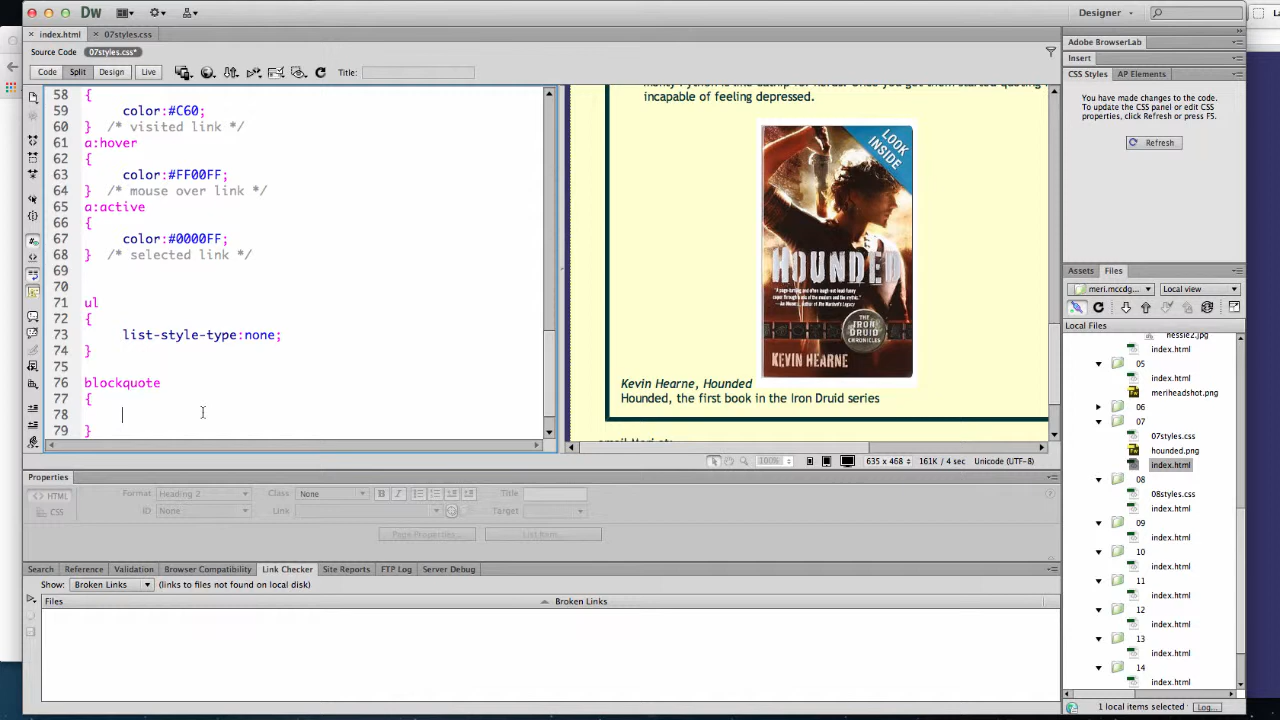 Dw
Designer
index.html
07styles.css
Source Code
07styles.css*
Code
Split
Design
Live
Title:
58 {
59 color:#C60;
60 } /* visited link */
61 a:hover
62 {
63 color:#FF00FF;
64 } /* mouse over link */
65 a:active
66 {
67 color:#0000FF;
68 } /* selected link */
69
70
71 ul
72 {
73 list-style-type:none;
74 }
75
76 blockquote
77 {
78
79 }
incapable of feeling depressed.
LOOK
INSIDE
HOUNDED
THE
IRON
DRUID
CHRONICLES
KEVIN HEARNE
Kevin Hearne, Hounded
Hounded, the first book in the Iron Druid series
100%
635 x 468
161K / 4 sec
Unicode (UTF-8)
Adobe BrowserLab
Insert
CSS Styles
AP Elements
You have made changes to the code.
To update the CSS panel or edit CSS
properties, click Refresh or press F5.
Refresh
Assets
Files
meri.mccdg...
Local view
Local Files
nessie2.jpg
index.html
05
index.html
meriheadshot.png
06
07
07styles.css
hounded.png
index.html
08
08styles.css
index.html
09
index.html
10
index.html
11
index.html
12
index.html
13
index.html
14
index.html
1 local items selected
Log...
Properties
HTML
CSS
Format
Heading 2
Class
None
B
I
Title
ID
None
Link
Target
Page Properties...
List Item...
Search
Reference
Validation
Browser Compatibility
Link Checker
Site Reports
FTP Log
Server Debug
Show:
Broken Links
(links to files not found on local disk)
Files
Broken Links